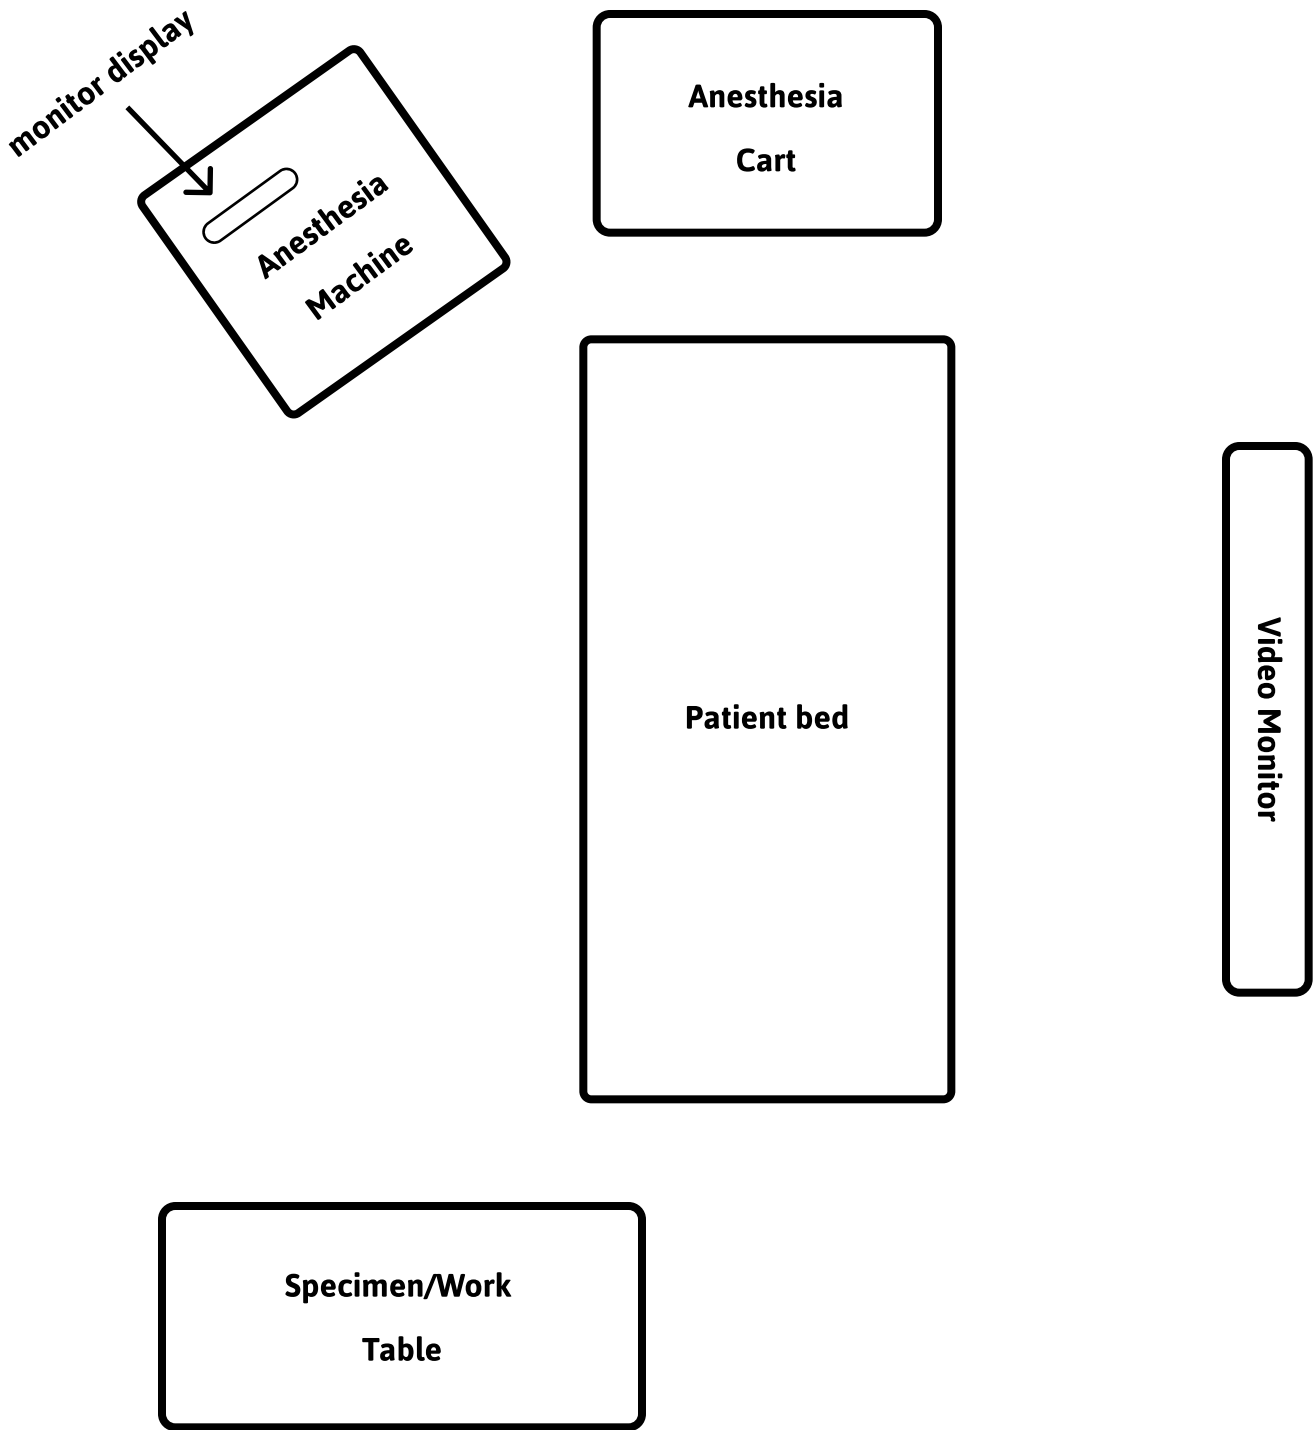 monitor display
Anesthesia
Machine
Anesthesia
Cart
Patient bed
Video Monitor
Specimen/Work
Table